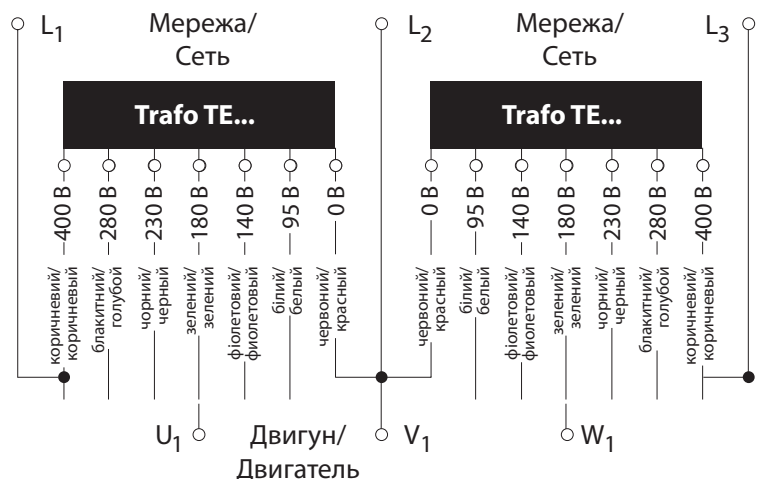 L1
Мережа/
Сеть
L2
Мережа/
Сеть
L3
Trafo TE...
Trafo TE...
400 В
280 В
230 В
180 В
140 В
95 В
0 В
0 В
95 В
140 В
180 В
230 В
280 В
400 В
коричневий/
коричневый
блакитний/
голубой
чорний/
черный
зелений/
зелений
фіолетовий/
фиолетовый
білий/
белый
червоний/
красный
червоний/
красный
білий/
белый
фіолетовий/
фиолетовый
зелений/
зелений
чорний/
черный
блакитний/
голубой
коричневий/
коричневый
U1
Двигун/
Двигатель
V1
W1